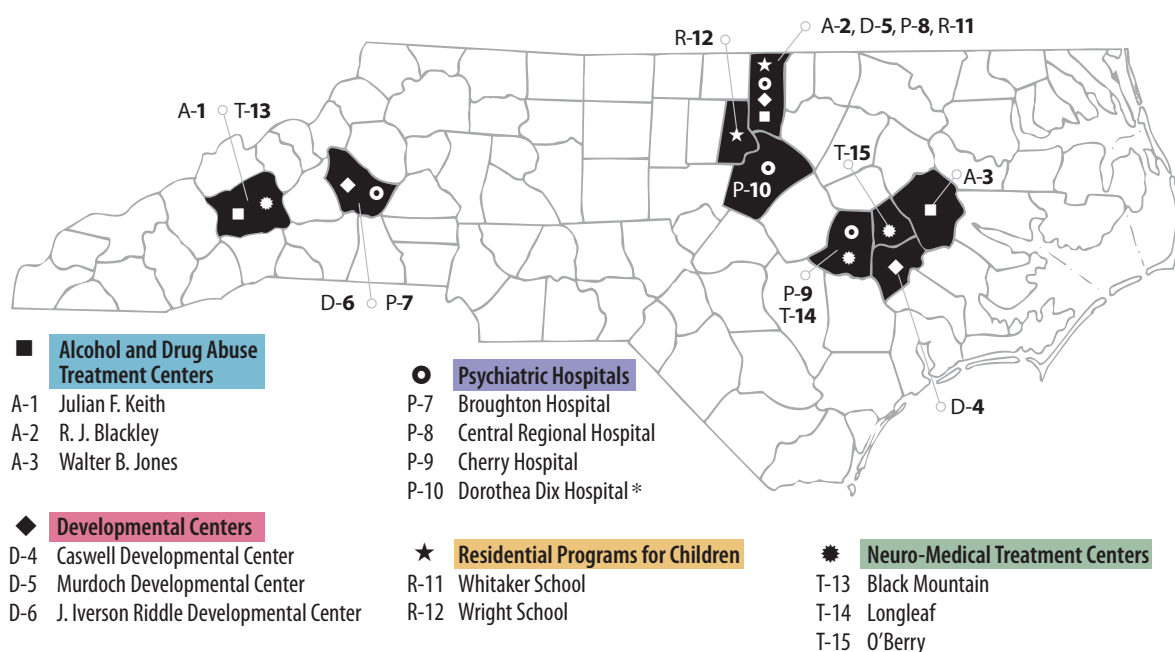 R-12
A-2, D-5, P-8, R-11
A-1 T-13
T-15
A-3
P-10
D-6 P-7
P-9
T-14
D-4
Alcohol and Drug Abuse
Treatment Centers
A-1 Julian F. Keith
A-2 R. J. Blackley
A-3 Walter B. Jones
Developmental Centers
D-4 Caswell Developmental Center
D-5 Murdoch Developmental Center
D-6 J. Iverson Riddle Developmental Center
Psychiatric Hospitals
P-7 Broughton Hospital
P-8 Central Regional Hospital
P-9 Cherry Hospital
P-10 Dorothea Dix Hospital *
Residential Programs for Children
R-11 Whitaker School
R-12 Wright School
Neuro-Medical Treatment Centers
T-13 Black Mountain
T-14 Longleaf
T-15 O'Berry